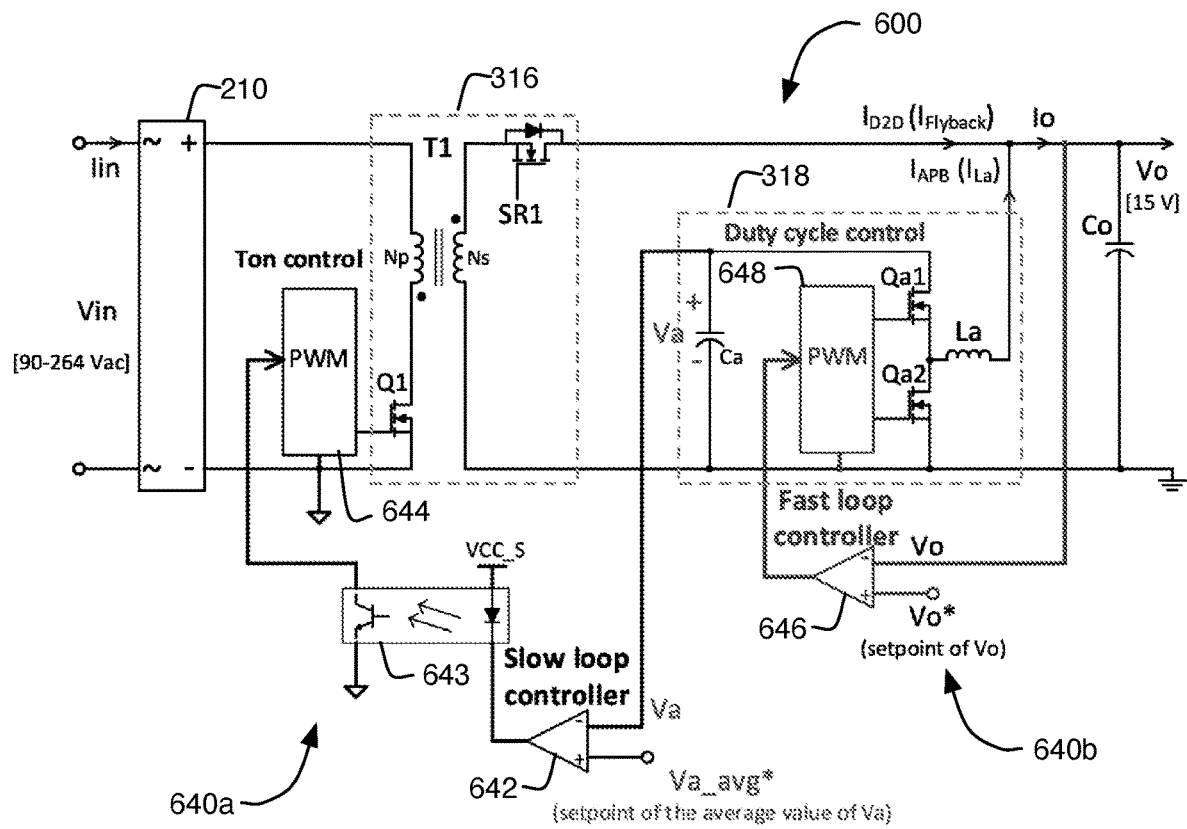 600
316
210
I_D2D (I_Flyback)
Io
~
+
T1
Iin
I_APB (I_La)
Vo
[15 V]
318
SR1
Co
Duty cycle control
Ton control
Np
Ns
648
Qa1
Vin
+
Va
-
Ca
La
[90-264 Vac]
PWM
PWM
Q1
Qa2
~
-
644
Fast loop
controller
VCC_S
-
Vo
+
646
Vo*
(setpoint of Vo)
643
Slow loop
controller
Va
-
+
642
640b
640a
Va_avg*
(setpoint of the average value of Va)